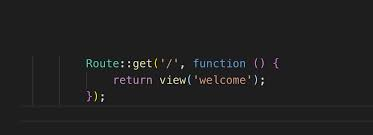 Route::get('/', function () {
    return view('welcome');
});